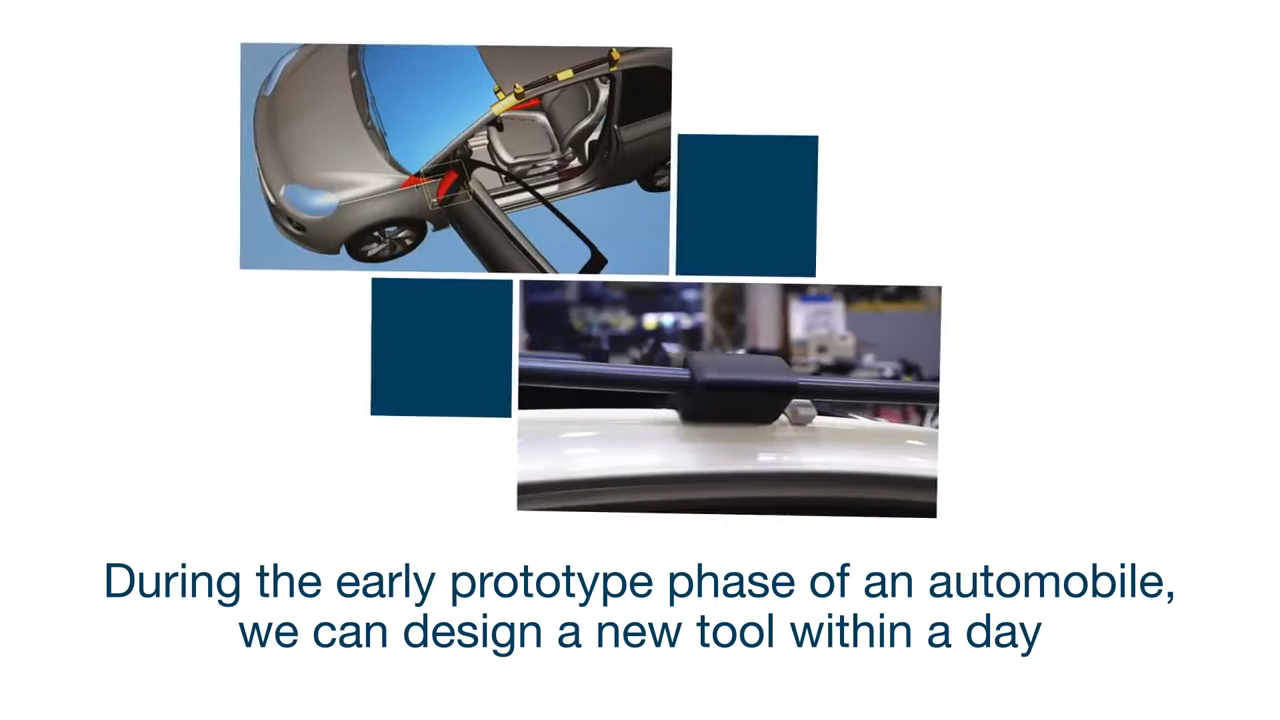 During the early prototype phase of an automobile,
we can design a new tool within a day